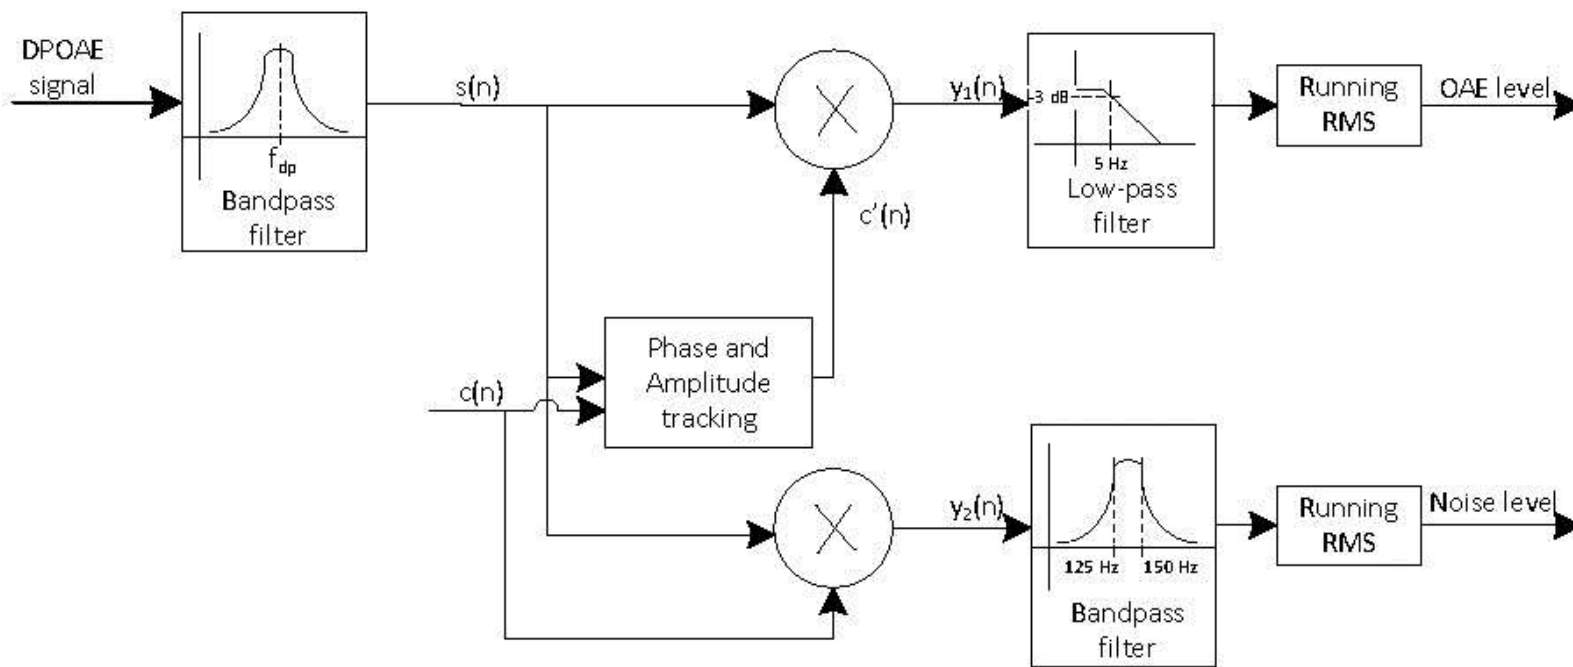 DPOAE
signal
f_dp
Bandpass
filter
s(n)
y₁(n)
-3 dB
5 Hz
Low-pass
filter
Running
RMS
OAE level
c'(n)
Phase and
Amplitude
tracking
c(n)
y₂(n)
125 Hz
150 Hz
Bandpass
filter
Running
RMS
Noise level